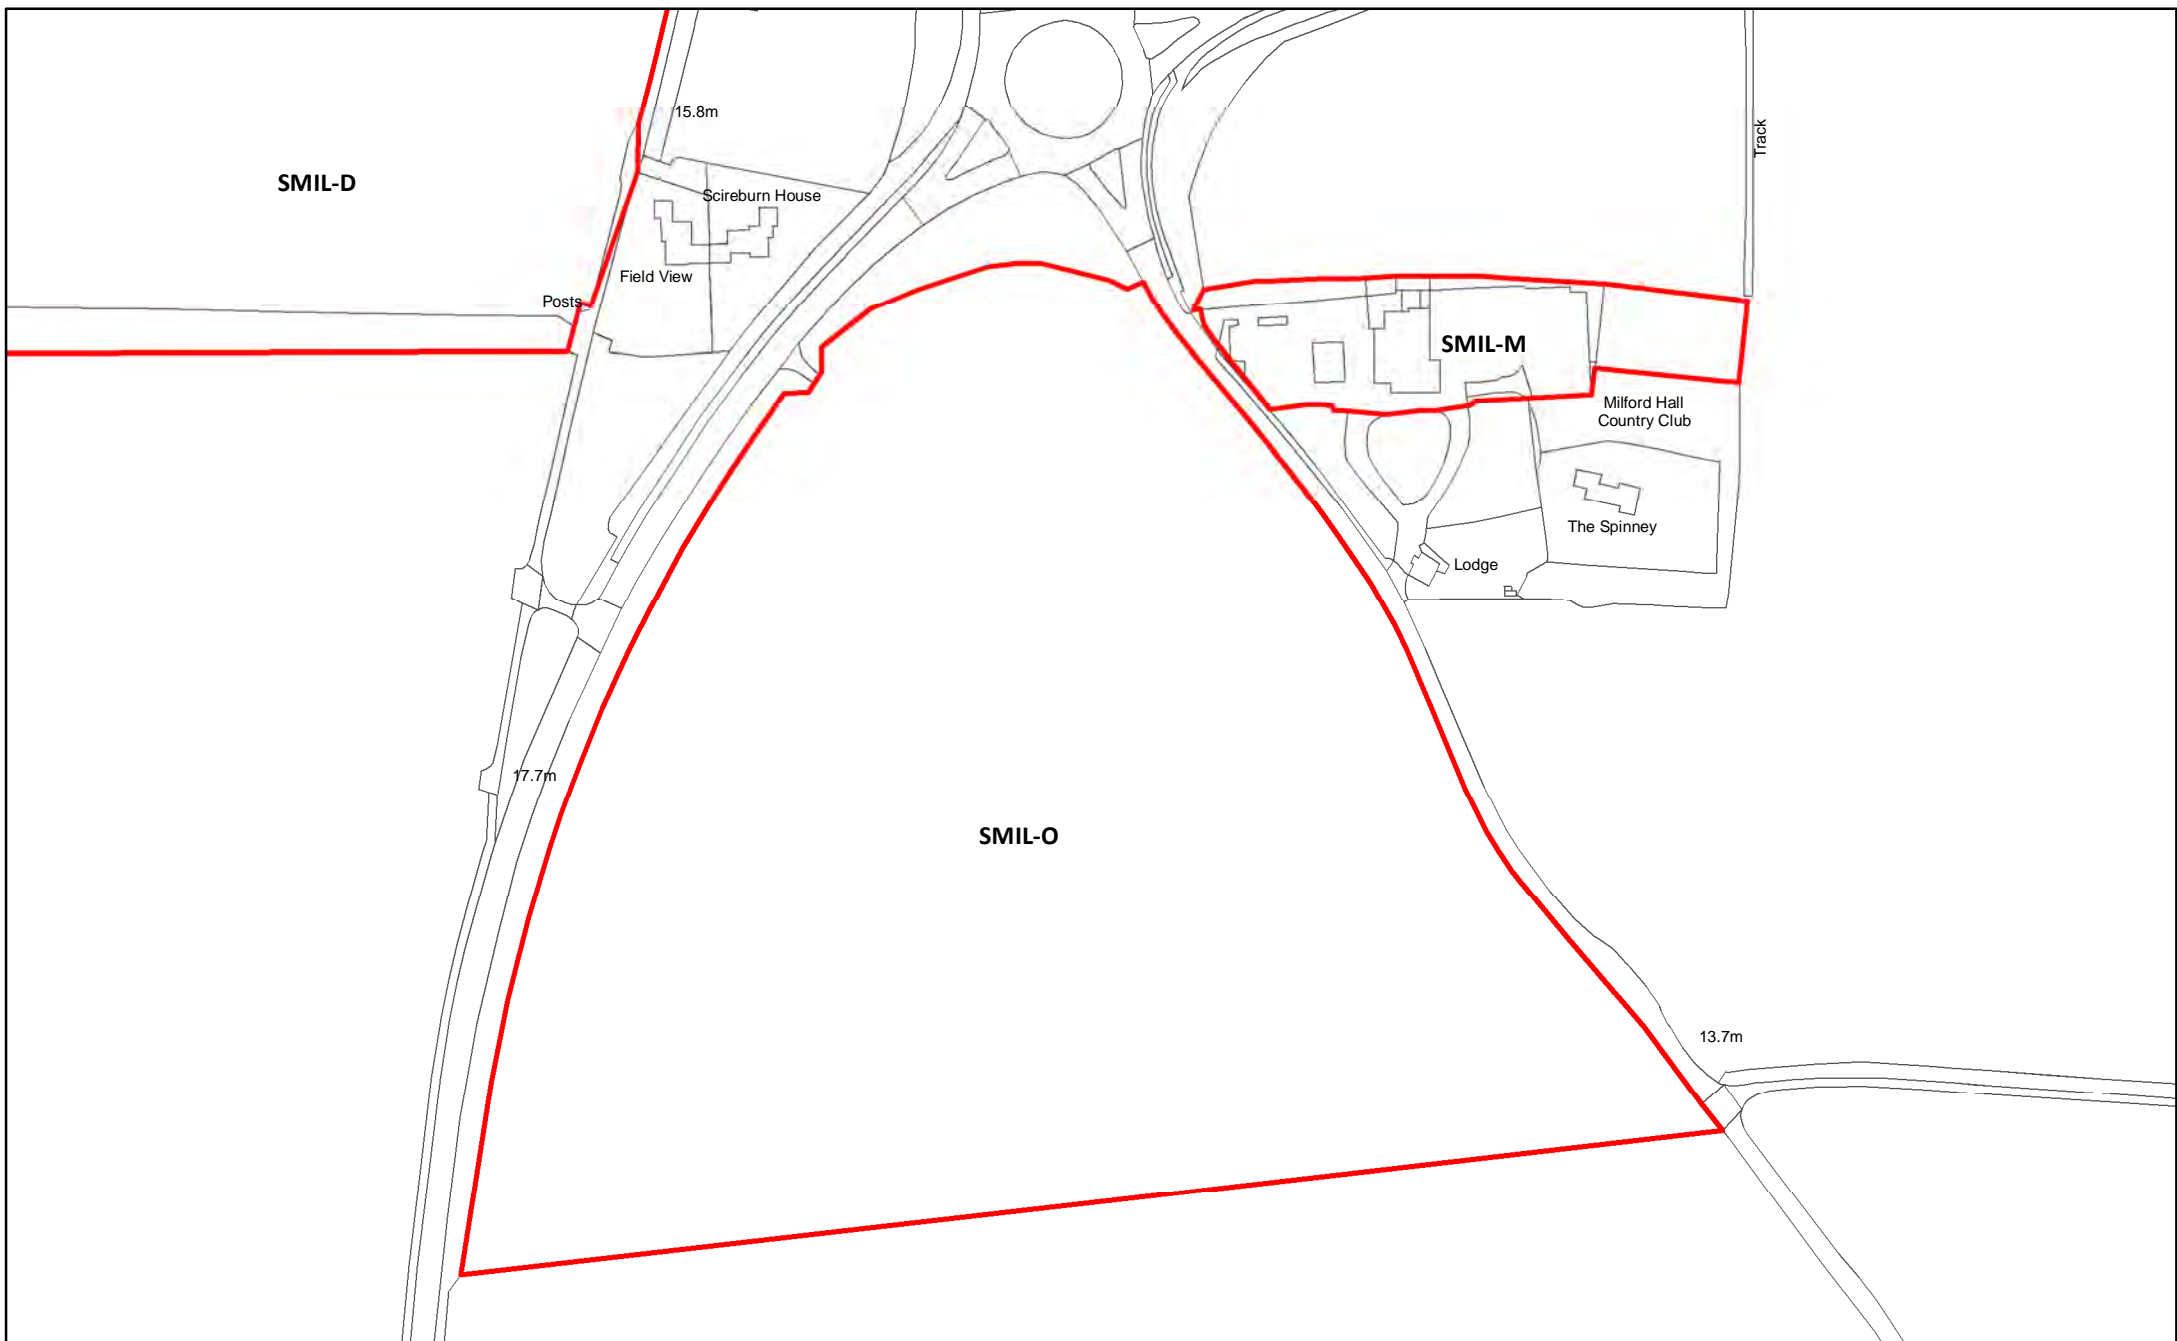 15.8m
Track
SMIL-D
Scireburn House
Field View
Posts
SMIL-M
Milford Hall
Country Club
The Spinney
Lodge
17.7m
SMIL-O
13.7m